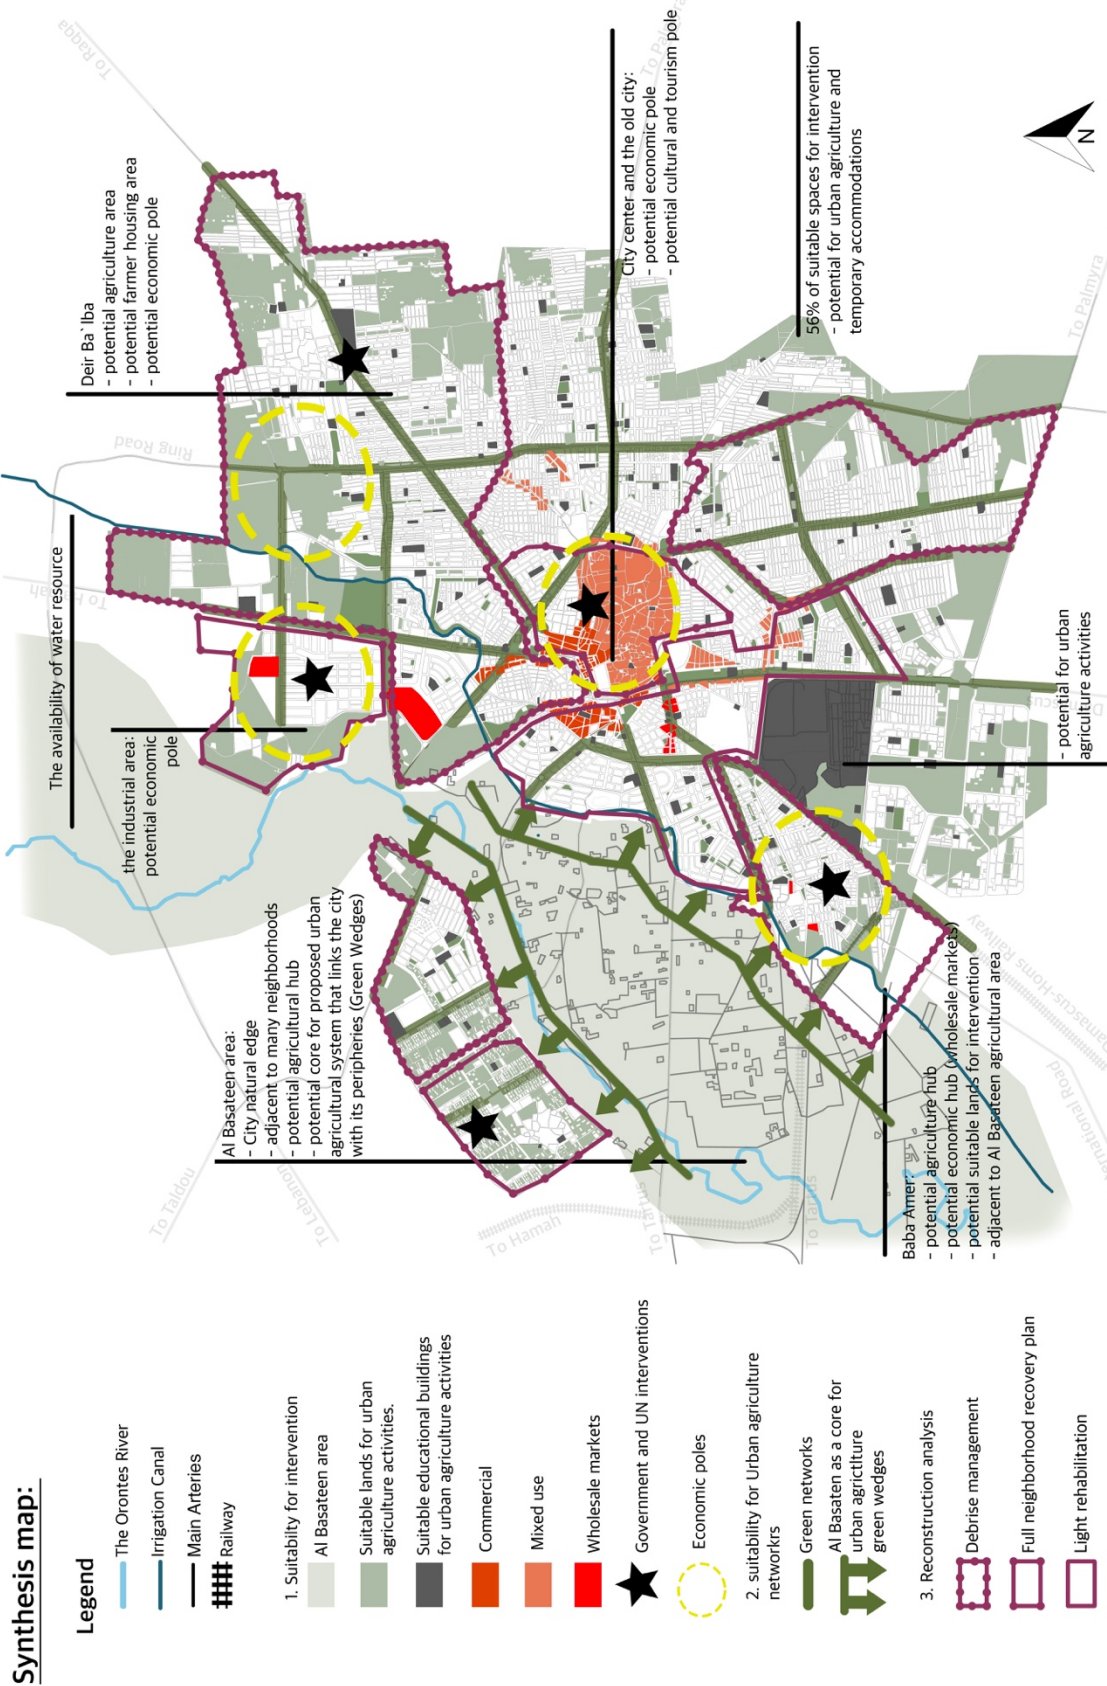 Synthesis map:
Legend
The Orontes River
Irrigation Canal
Main Arteries
Railway
1. Suitabilty for intervention
Al Basateen area
Suitable lands for urban
agriculture activities.
Suitable educational buildings
for urban agriculture activities
Commercial
Mixed use
Wholesale markets
Government and UN interventions
Economic poles
2. suitability for Urban agriculture
networks
Green networks
Al Basaten as a core for
urban agrictlture
green wedges
3. Reconstruction analysis
Debrise management
Full neighborhood recovery plan
Light rehabilitation
The availability of water resource
the industrial area:
potential economic
pole
Deir Ba`lba
- potential agriculture area
- potential farmer housing area
- potential economic pole
Al Basateen area:
- City natural edge
- adjacent to many neighborhoods
- potential agricultural hub
- potential core for proposed urban
agricultural system that links the city
with its peripheries (Green Wedges)
City center and the old city:
- potential economic pole
- potential cultural and tourism pole
56% of suitable spaces for intervention
- potential for urban agriculture and
temporary accommodations
- potential for urban
agriculture activities
Baba Amer:
- potential agriculture hub
- potential economic hub (wholesale markets)
- potential suitable lands for intervention
- adjacent to Al Basateen agricultural area
To Raqqa
Ring Road
To Palmyra
To Taldou
To Lebanon
To Hamah
To Tartus
To Tartus
To Palmyra
N